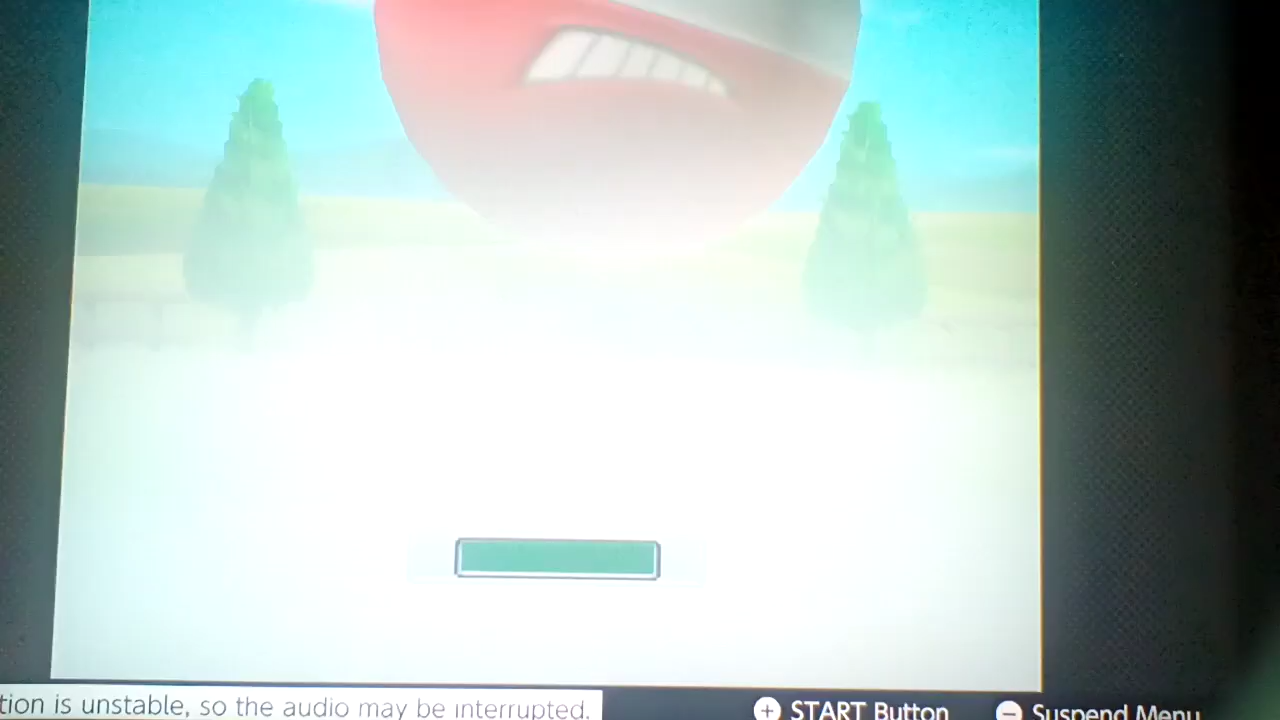 tion is unstable, so the audio may be interrupted.
+ START Button
− Suspend Menu